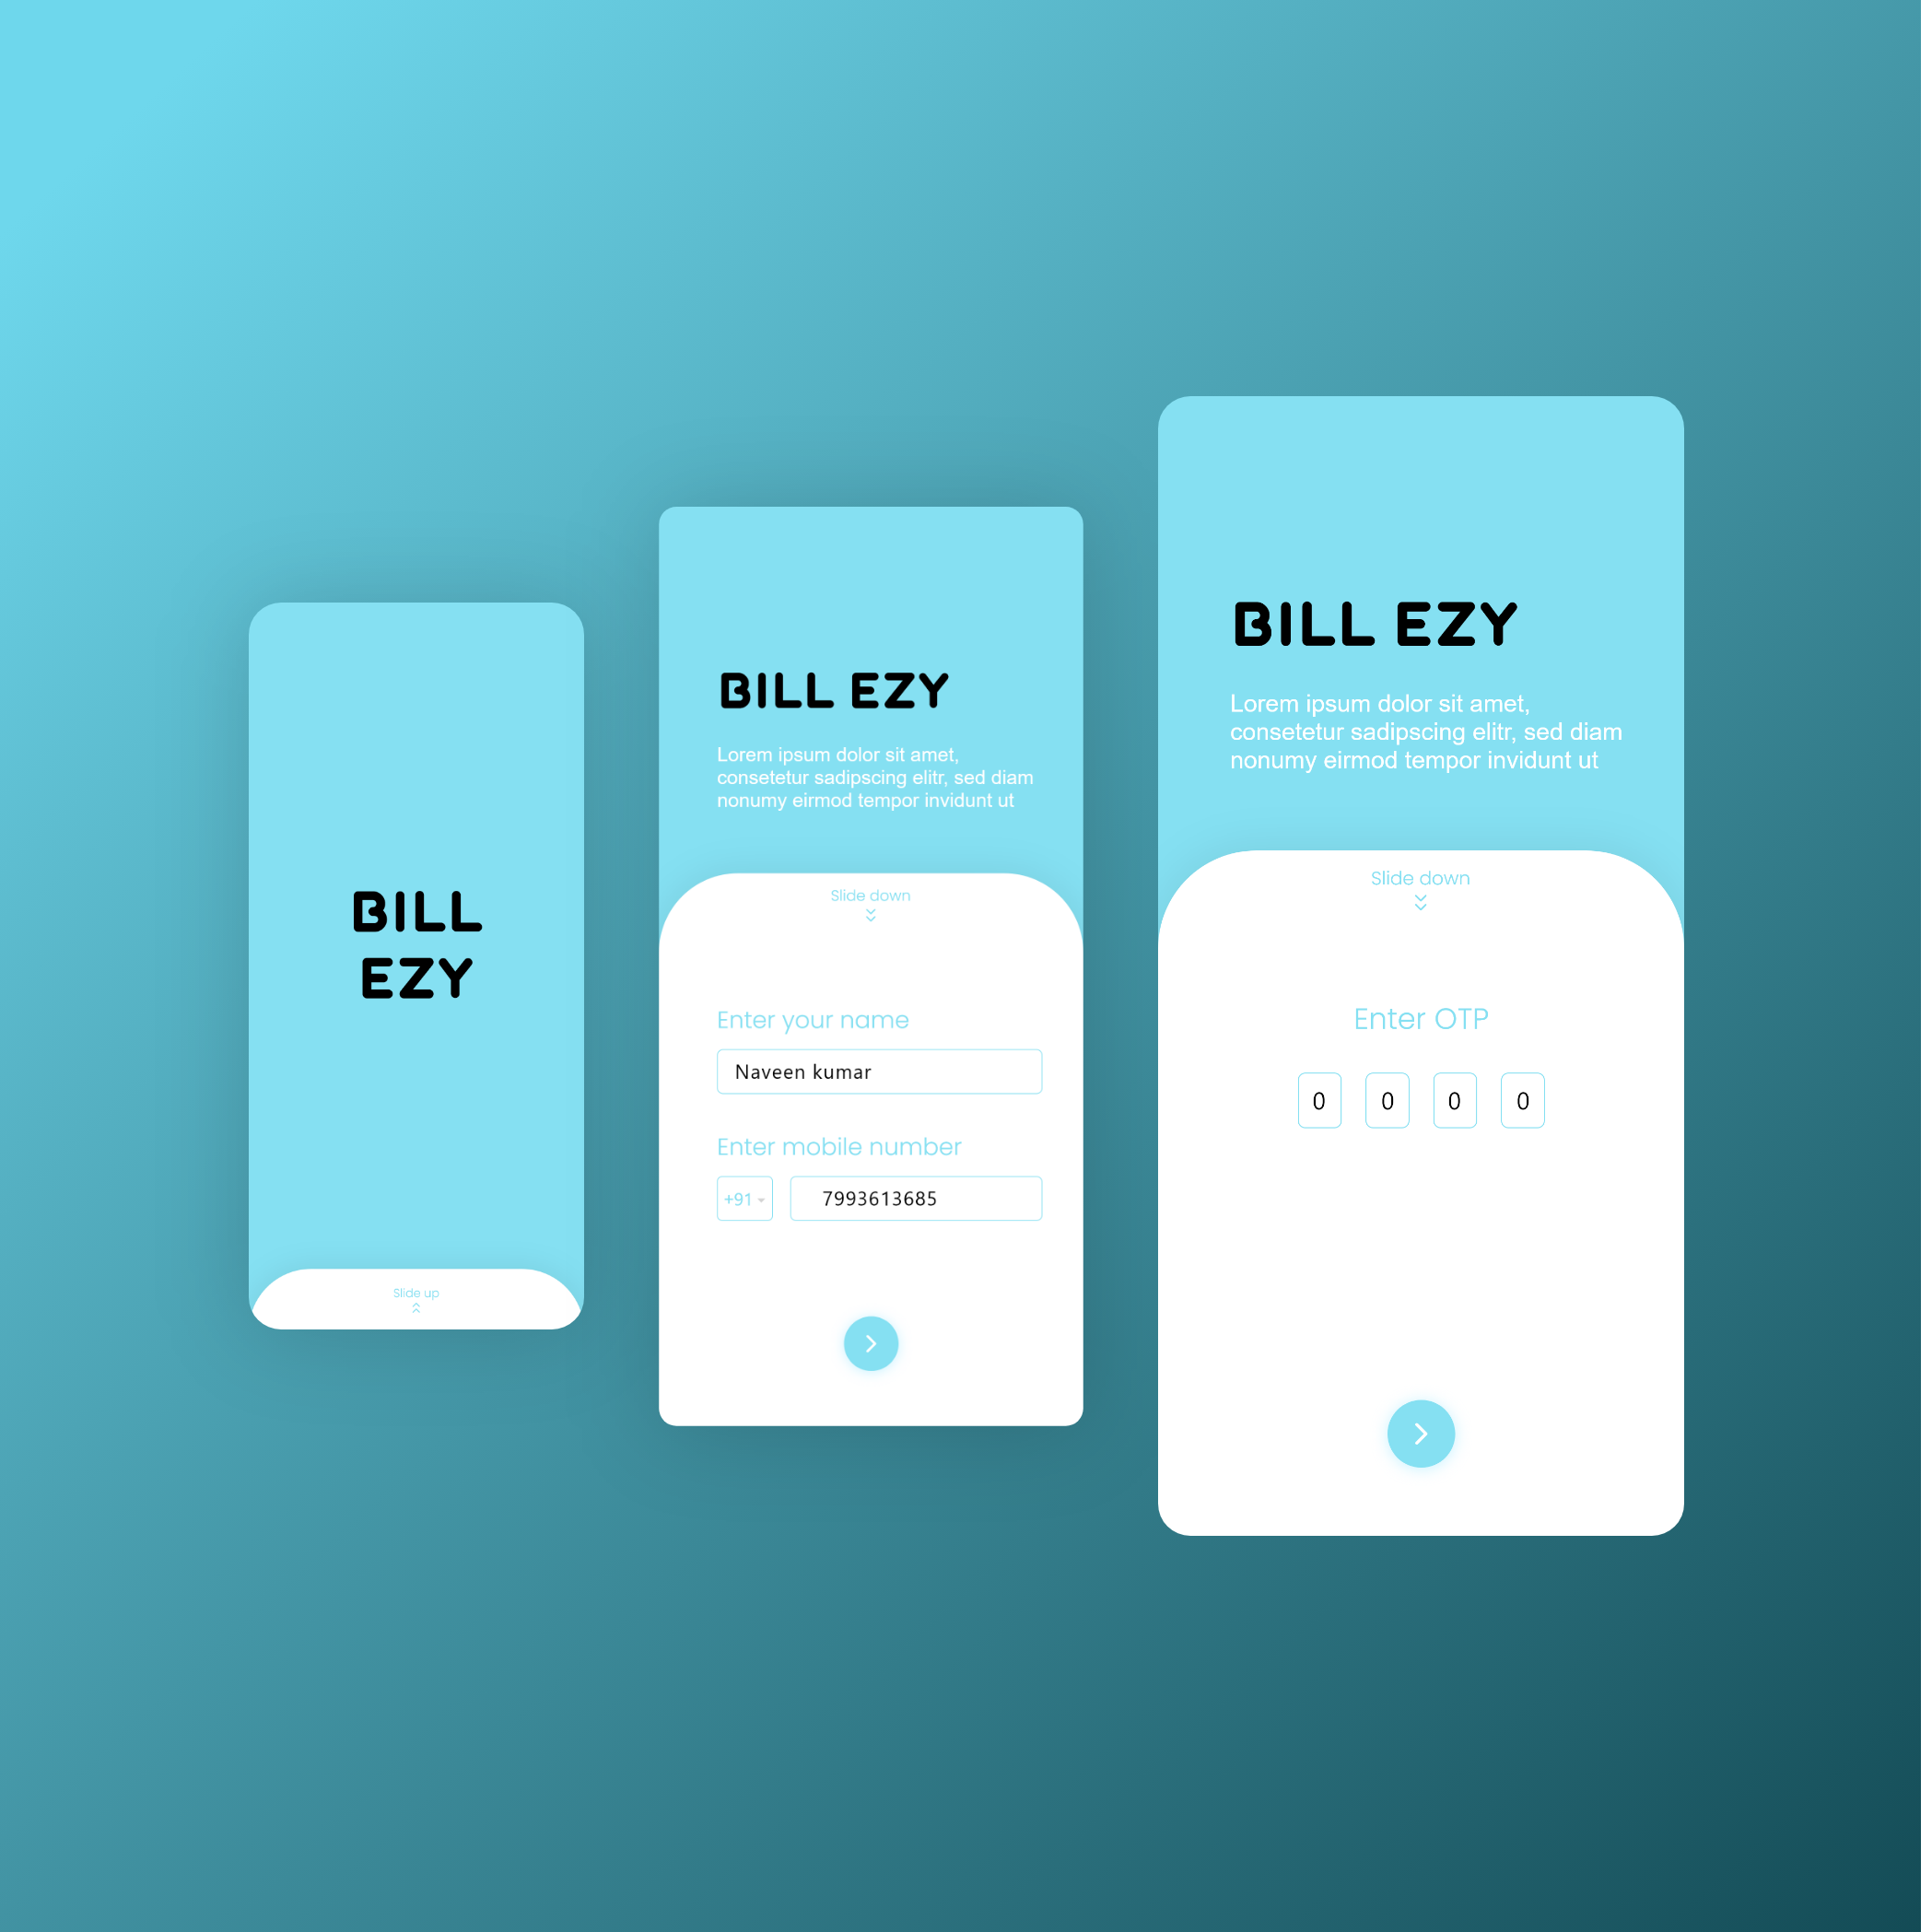 BILL
EZY
Slide up
BILL EZY
Lorem ipsum dolor sit amet,
consetetur sadipscing elitr, sed diam
nonumy eirmod tempor invidunt ut
Slide down
Enter your name
Naveen kumar
Enter mobile number
+91 7993613685
BILL EZY
Lorem ipsum dolor sit amet,
consetetur sadipscing elitr, sed diam
nonumy eirmod tempor invidunt ut
Slide down
Enter OTP
0 0 0 0